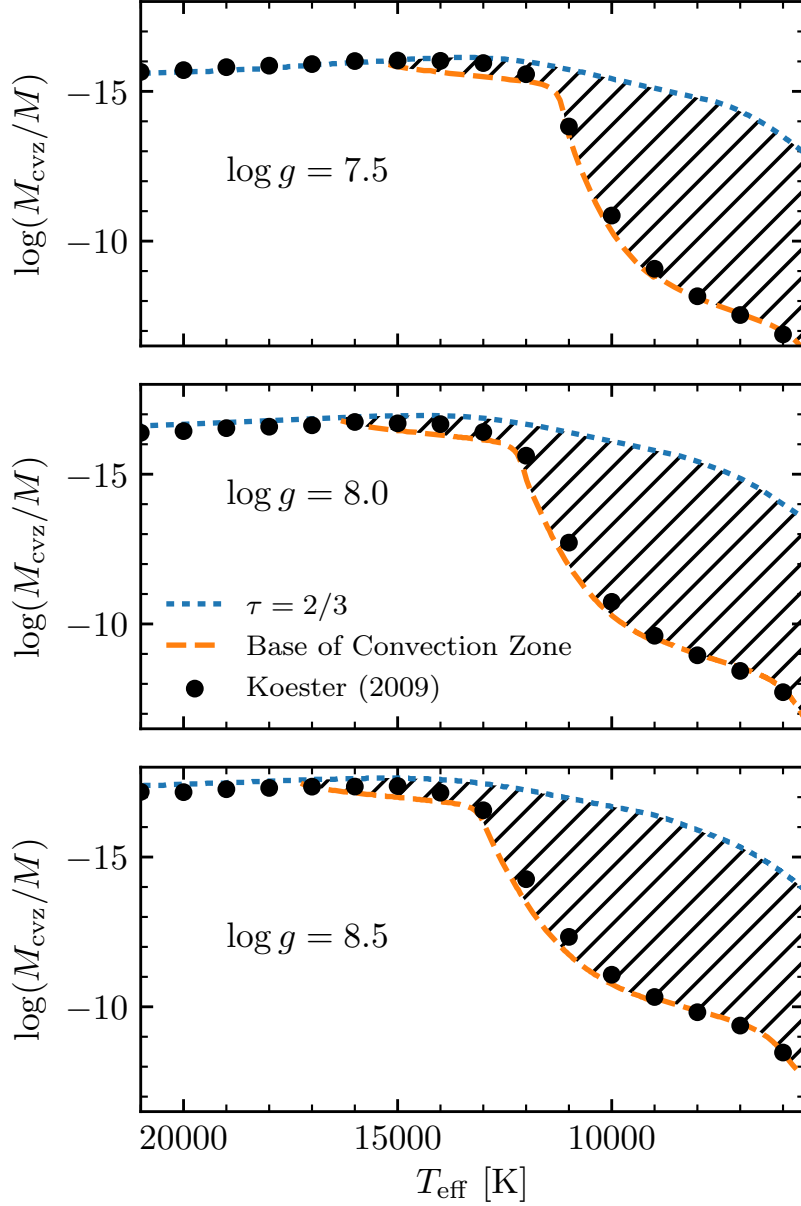 log(M_cvz/M)
−15
−10
log g = 7.5
log(M_cvz/M)
−15
−10
log g = 8.0
τ = 2/3
Base of Convection Zone
Koester (2009)
log(M_cvz/M)
−15
−10
log g = 8.5
20000 15000 10000
T_eff [K]